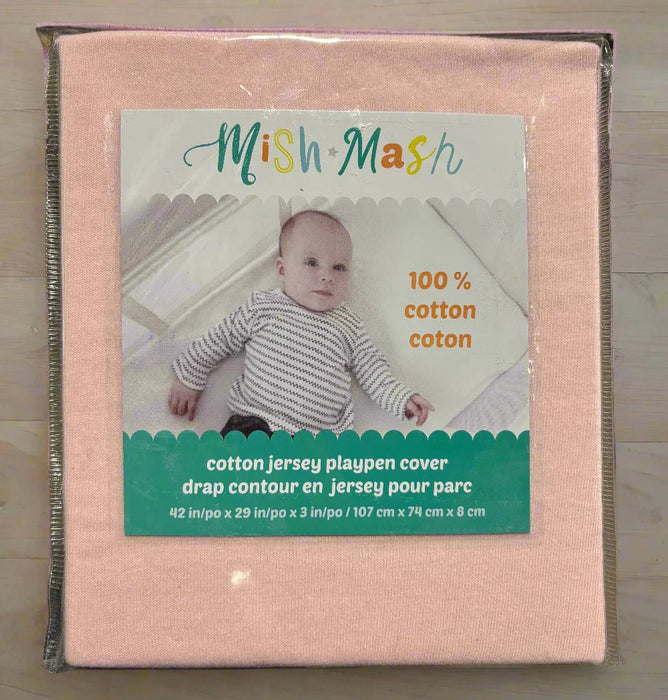 Mish★Mash
100 %
cotton
coton
cotton jersey playpen cover
drap contour en jersey pour parc
42 in/po x 29 in/po x 3 in/po / 107 cm x 74 cm x 8 cm